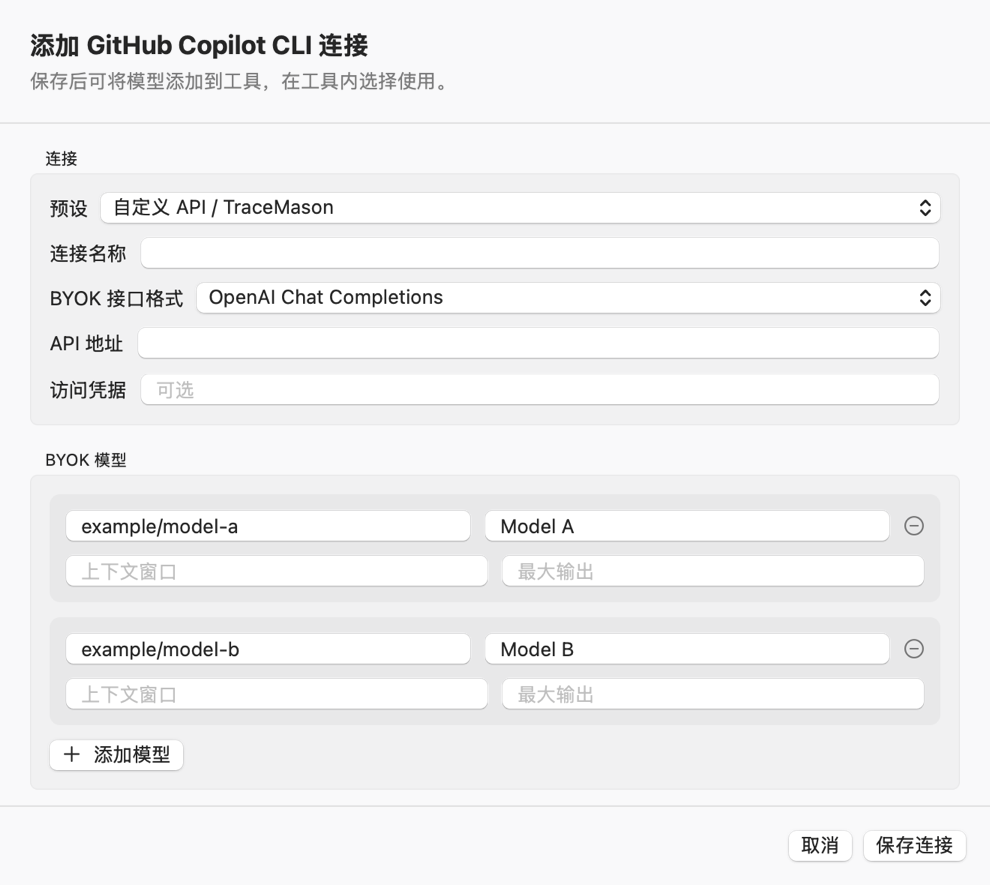 添加 GitHub Copilot CLI 连接
保存后可将模型添加到工具，在工具内选择使用。
连接
预设 自定义 API / TraceMason
连接名称
BYOK 接口格式 OpenAI Chat Completions
API 地址
访问凭据 可选
BYOK 模型
example/model-a Model A
上下文窗口 最大输出
example/model-b Model B
上下文窗口 最大输出
添加模型
取消 保存连接